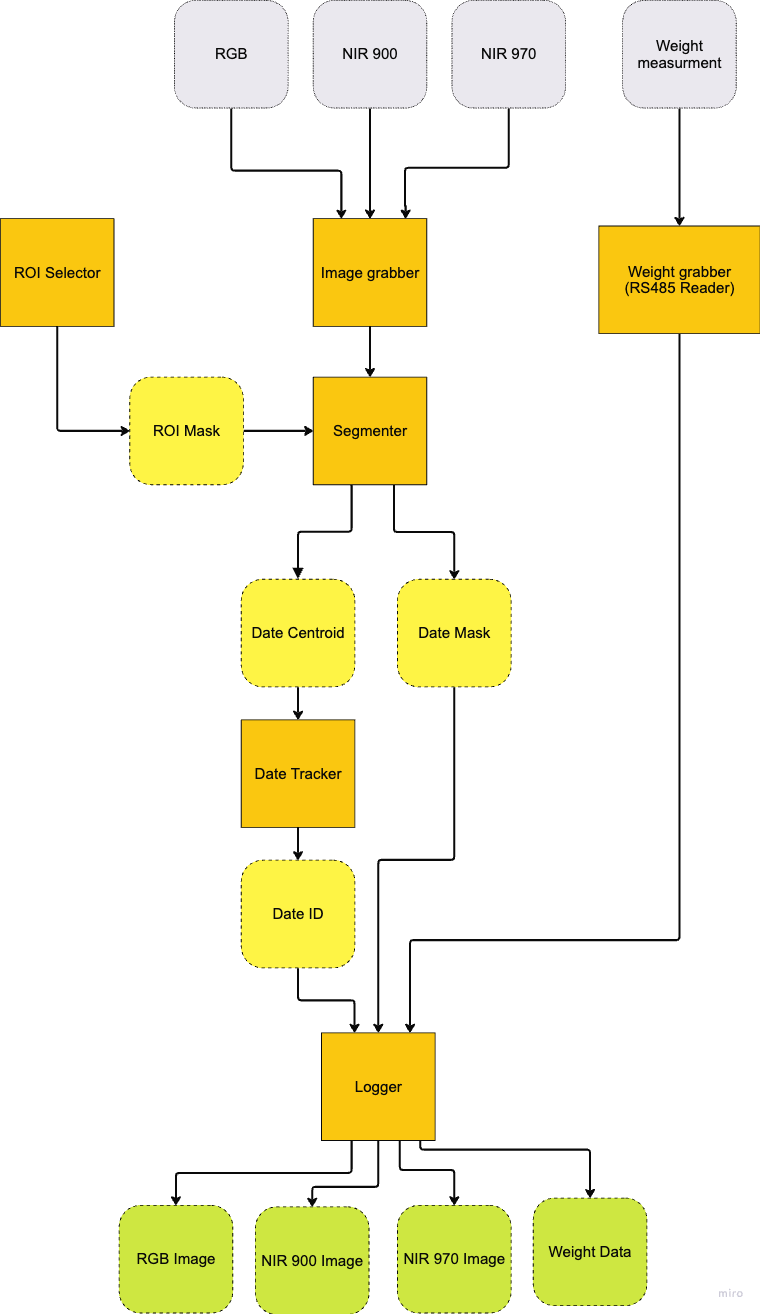 RGB
NIR 900
NIR 970
Weight
measurment
ROI Selector
Image grabber
Weight grabber
(RS485 Reader)
ROI Mask
Segmenter
Date Centroid
Date Mask
Date Tracker
Date ID
Logger
RGB Image
NIR 900 Image
NIR 970 Image
Weight Data
miro